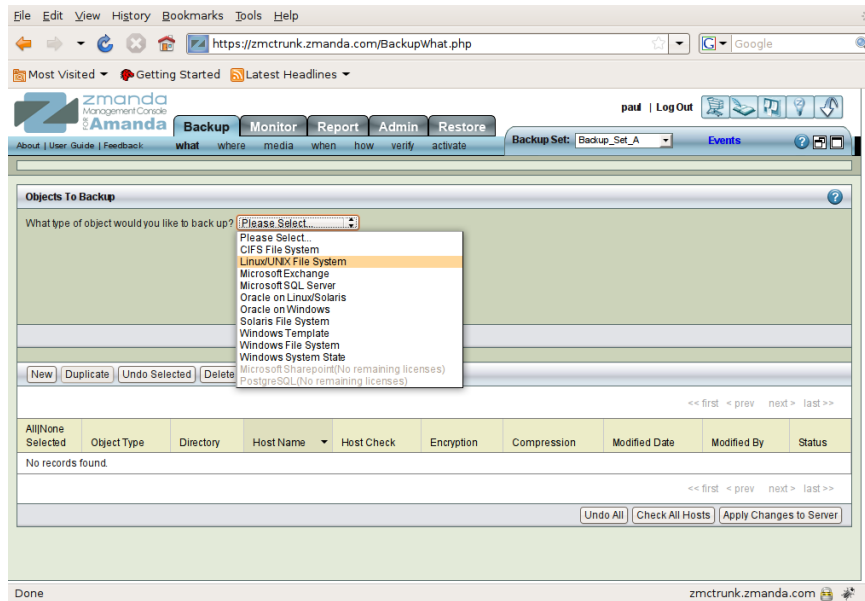 File Edit View History Bookmarks Tools Help
https://zmctrunk.zmanda.com/BackupWhat.php
Google
Most Visited Getting Started Latest Headlines
zmanda
Management Console
FOR Amanda
paul | Log Out
Backup Monitor Report Admin Restore
About | User Guide | Feedback
what where media when how verify activate
Backup Set: Backup_Set_A
Events
Objects To Backup
What type of object would you like to back up? Please Select...
Please Select...
CIFS File System
Linux/UNIX File System
Microsoft Exchange
Microsoft SQL Server
Oracle on Linux/Solaris
Oracle on Windows
Solaris File System
Windows Template
Windows File System
Windows System State
Microsoft Sharepoint(No remaining licenses)
PostgreSQL(No remaining licenses)
New Duplicate Undo Selected Delete
<< first < prev next > last >>
All|None
Selected Object Type Directory Host Name Host Check Encryption Compression Modified Date Modified By Status
No records found.
<< first < prev next > last >>
Undo All Check All Hosts Apply Changes to Server
Done
zmctrunk.zmanda.com